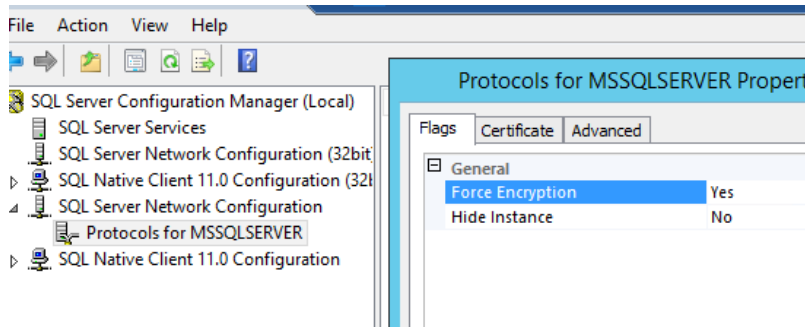 File Action View Help
SQL Server Configuration Manager (Local)
SQL Server Services
SQL Server Network Configuration (32bit
SQL Native Client 11.0 Configuration (32b
SQL Server Network Configuration
Protocols for MSSQLSERVER
SQL Native Client 11.0 Configuration
Protocols for MSSQLSERVER Propert
Flags Certificate Advanced
General
Force Encryption Yes
Hide Instance No